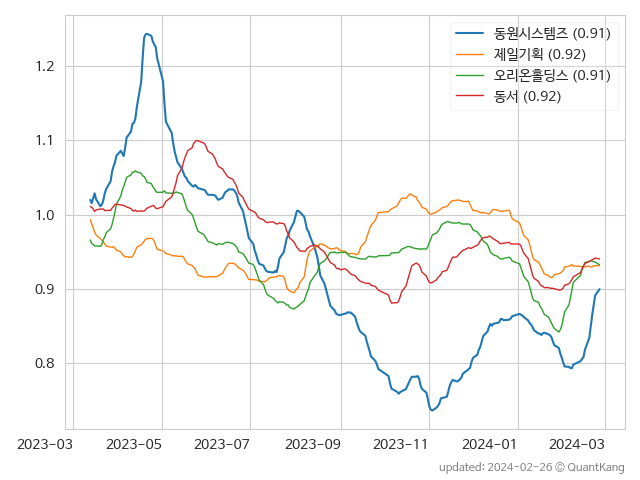 동원시스템즈 (0.91)
제일기획 (0.92)
오리온홀딩스 (0.91)
동서 (0.92)
1.2
1.1
1.0
0.9
0.8
2023-03 2023-05 2023-07 2023-09 2023-11 2024-01 2024-03
updated: 2024-02-26 © QuantKang